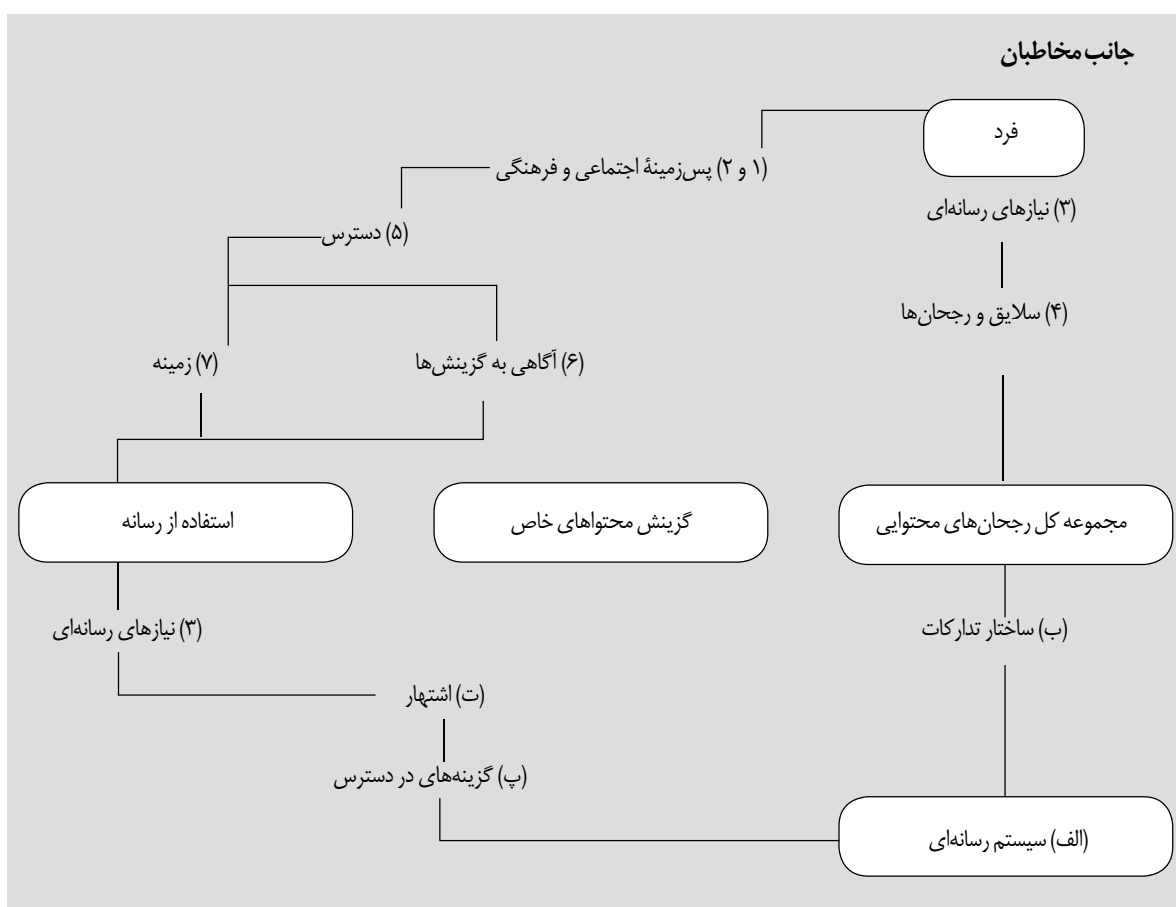 جانب مخاطبان
فرد
(۱ و ۲) پس‌زمینهٔ اجتماعی و فرهنگی
(۳) نیازهای رسانه‌ای
(۵) دسترس
(۴) سلایق و رجحان‌ها
(۶) آگاهی به گزینش‌ها
(۷) زمینه
مجموعه کل رجحان‌های محتوایی
گزینش محتواهای خاص
استفاده از رسانه
(ب) ساختار تدارکات
(۳) نیازهای رسانه‌ای
(ت) اشتهار
(پ) گزینه‌های در دسترس
(الف) سیستم رسانه‌ای